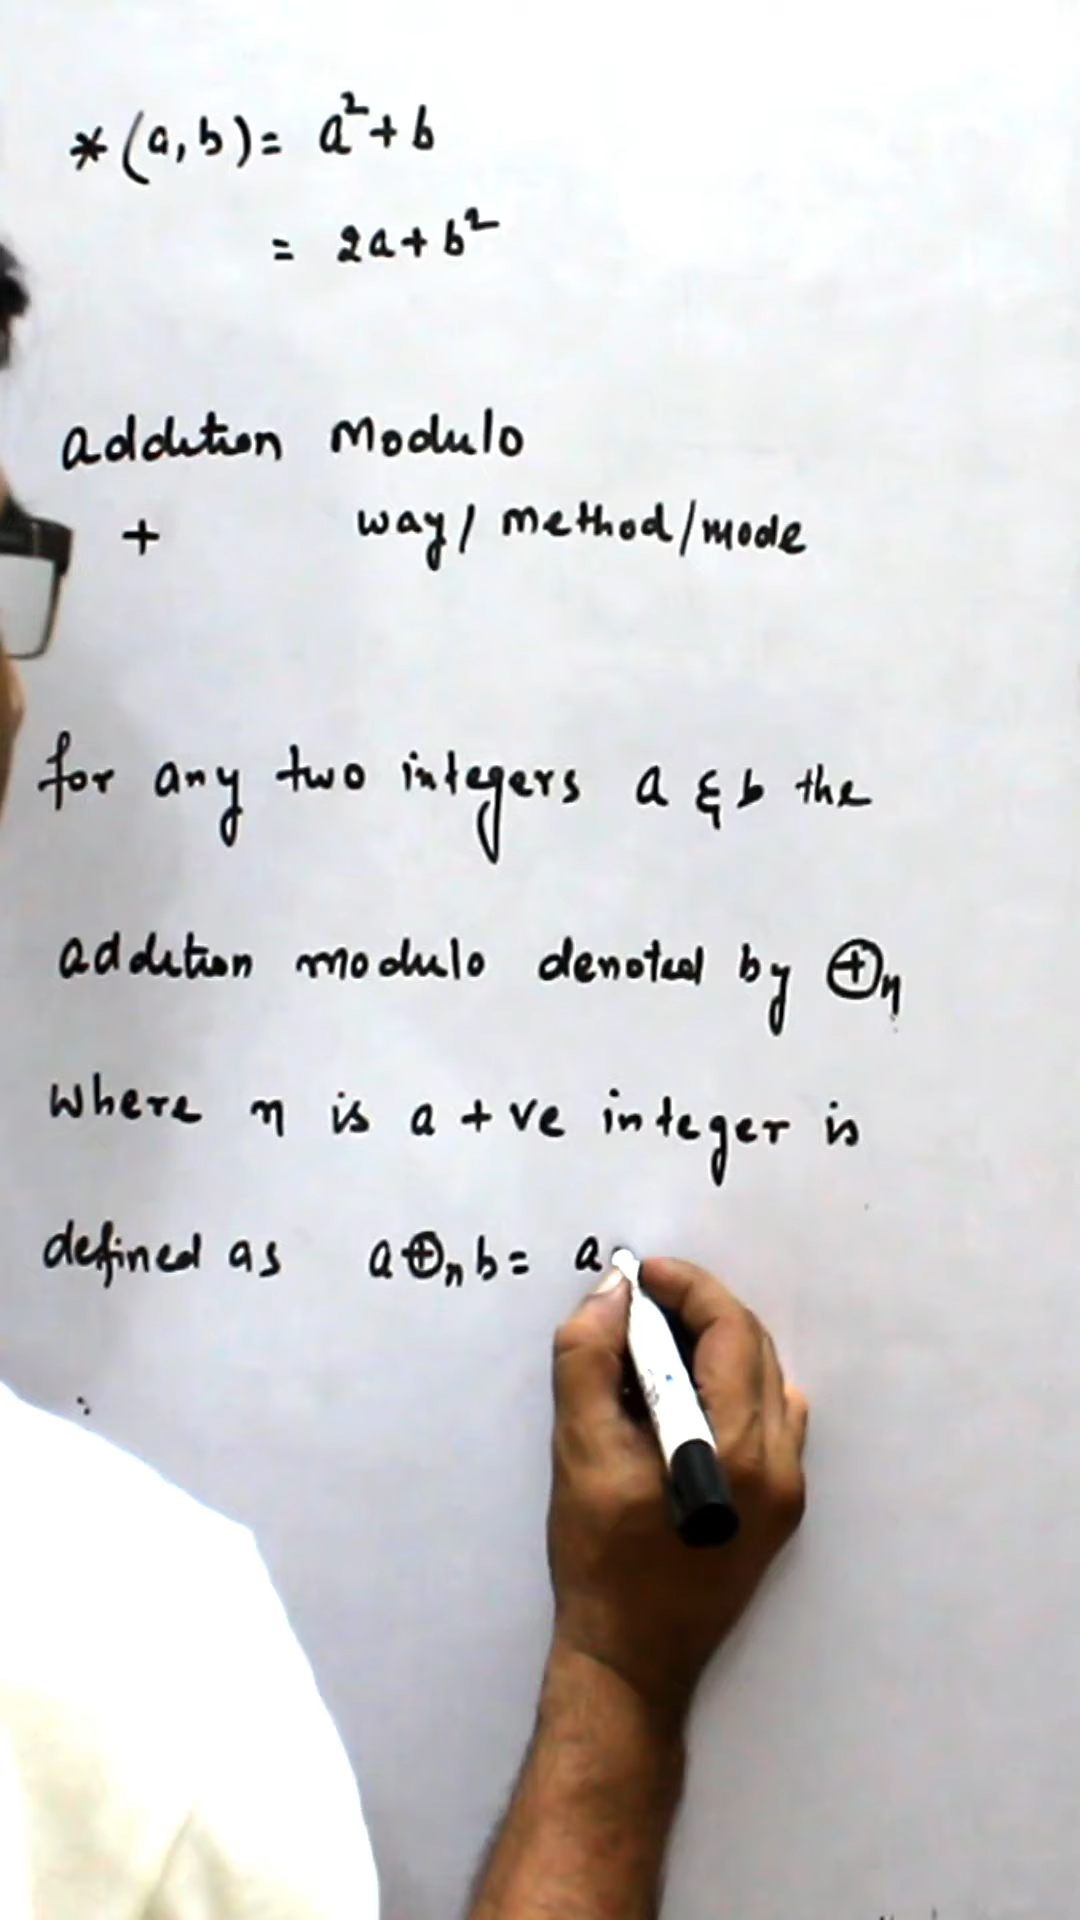 *(a,b) = a²+b
= 2a+b²
addition Modulo
+ way/ method/mode
for any two integers a & b the
addition modulo denoted by ⊕ₙ
where n is a +ve integer is
defined as a⊕ₙb = a